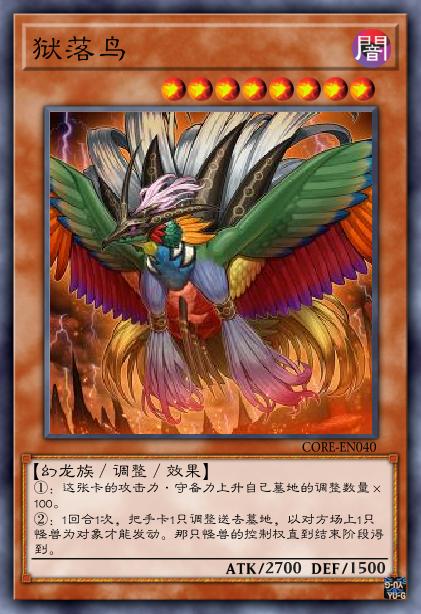 狱落鸟
闇
CORE-EN040
【幻龙族／调整／效果】
①：这张卡的攻击力·守备力上升自己墓地的调整数量×
100。
②：1回合1次，把手卡1只调整送去墓地，以对方场上1只
怪兽为对象才能发动。那只怪兽的控制权直到结束阶段得
到。
ATK/2700 DEF/1500